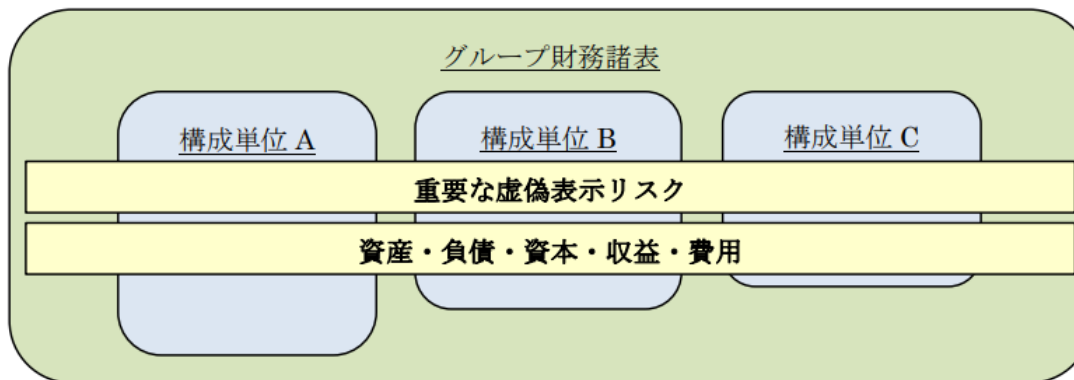 グループ財務諸表
構成単位 A
構成単位 B
構成単位 C
重要な虚偽表示リスク
資産・負債・資本・収益・費用